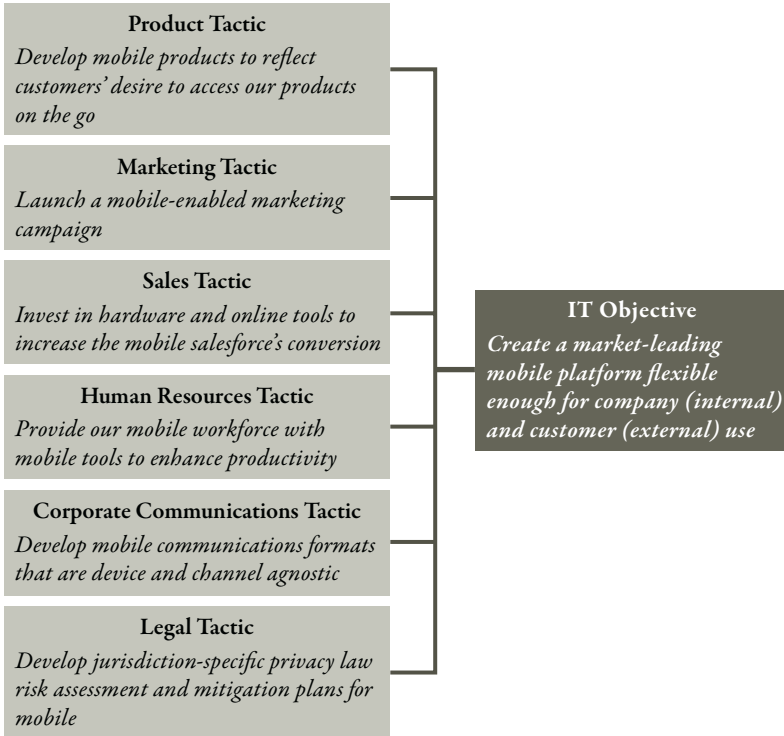 Product Tactic
Develop mobile products to reflect
customers’ desire to access our products
on the go
Marketing Tactic
Launch a mobile-enabled marketing
campaign
Sales Tactic
Invest in hardware and online tools to
increase the mobile salesforce’s conversion
Human Resources Tactic
Provide our mobile workforce with
mobile tools to enhance productivity
Corporate Communications Tactic
Develop mobile communications formats
that are device and channel agnostic
Legal Tactic
Develop jurisdiction-specific privacy law
risk assessment and mitigation plans for
mobile
IT Objective
Create a market-leading
mobile platform flexible
enough for company (internal)
and customer (external) use